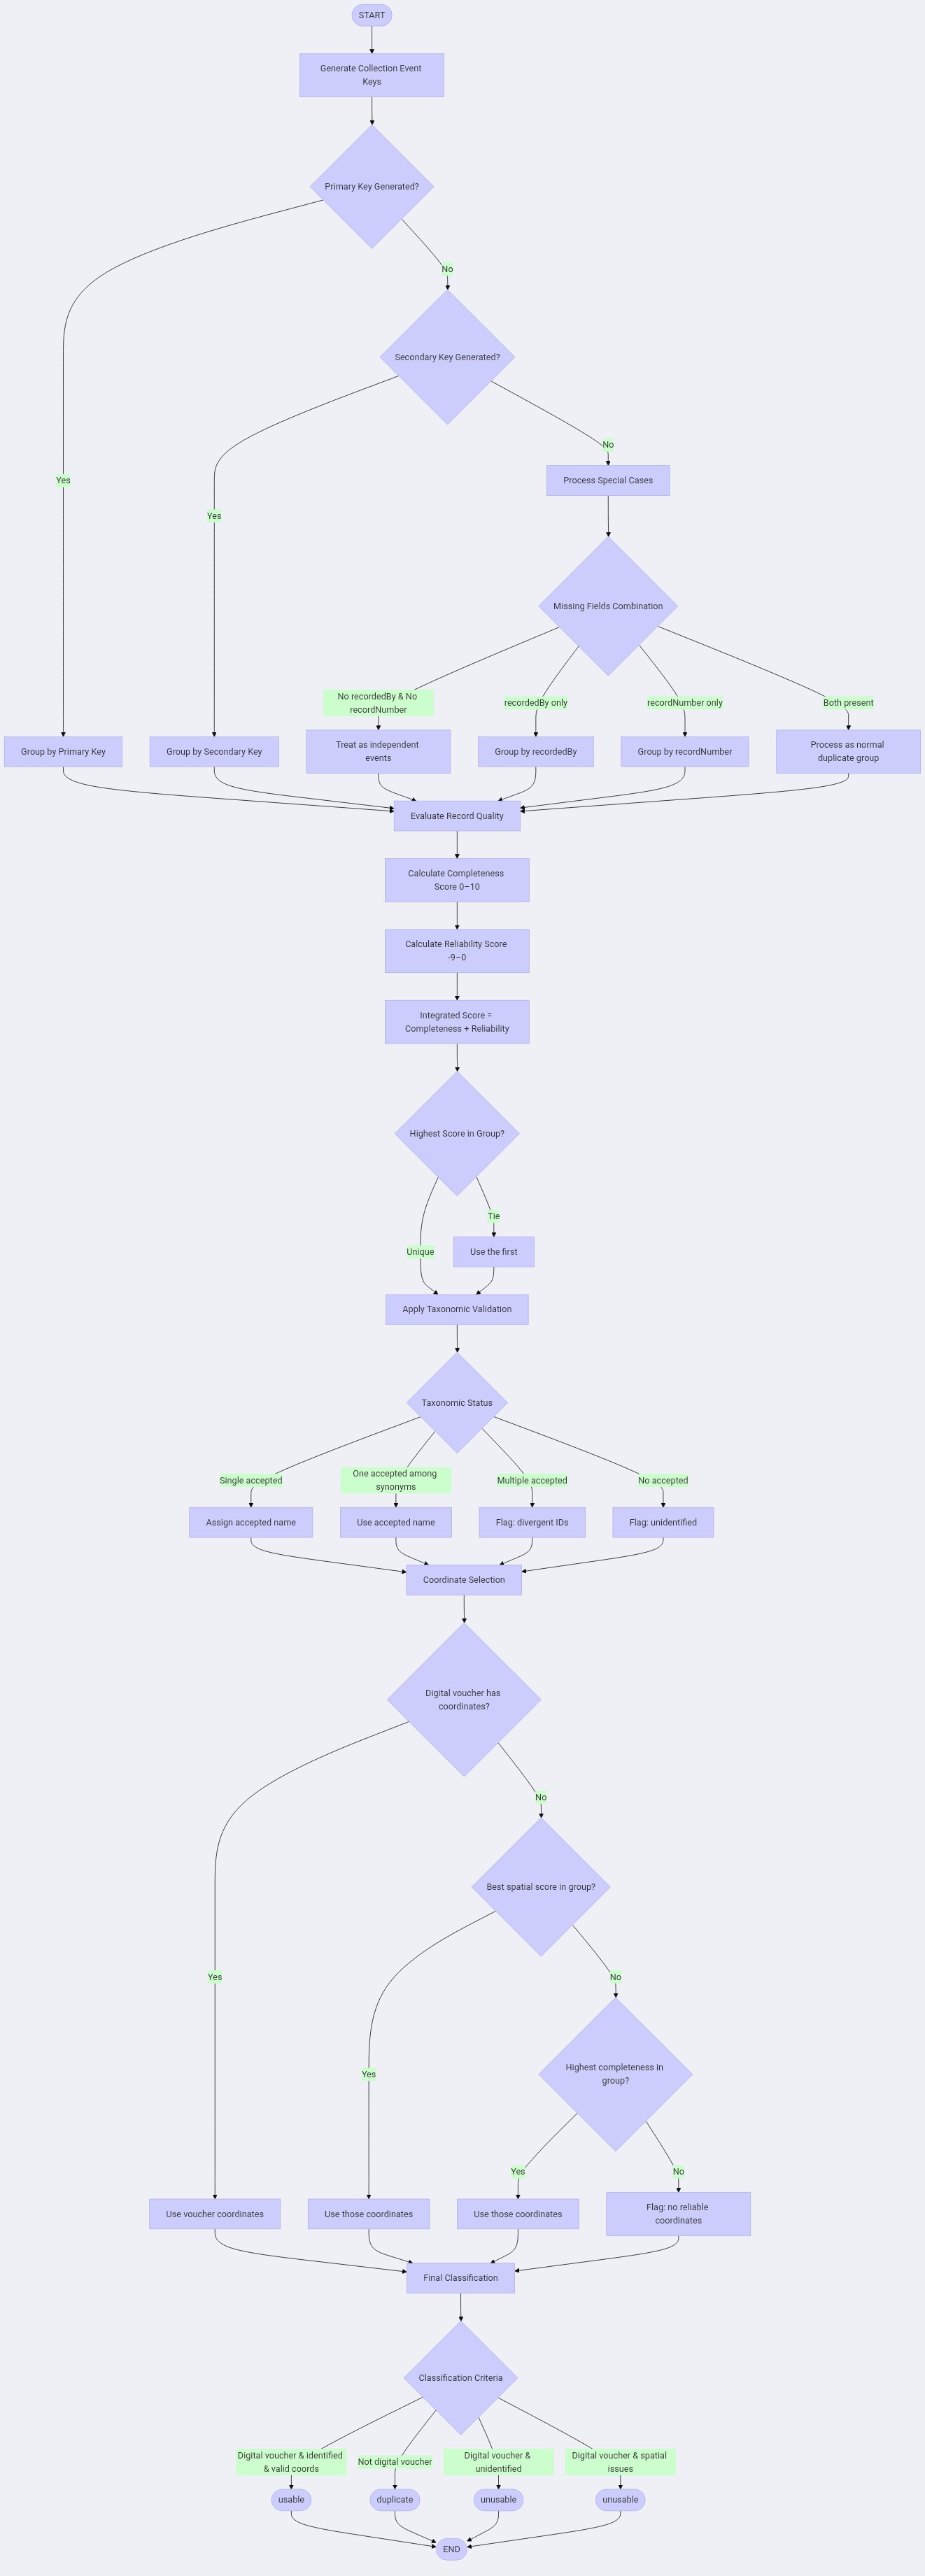 START
Generate Collection Event
Keys
Primary Key Generated?
No
Secondary Key Generated?
No
Yes
Process Special Cases
Yes
Missing Fields Combination
No recordedBy & No
recordNumber
recordedBy only
recordNumber only
Both present
Group by Primary Key
Group by Secondary Key
Treat as independent
events
Group by recordedBy
Group by recordNumber
Process as normal
duplicate group
Evaluate Record Quality
Calculate Completeness
Score 0–10
Calculate Reliability Score
-9–0
Integrated Score =
Completeness + Reliability
Highest Score in Group?
Tie
Unique
Use the first
Apply Taxonomic Validation
Taxonomic Status
Single accepted
One accepted among
synonyms
Multiple accepted
No accepted
Assign accepted name
Use accepted name
Flag: divergent IDs
Flag: unidentified
Coordinate Selection
Digital voucher has
coordinates?
No
Best spatial score in group?
Yes
No
Yes
Highest completeness in
group?
Yes
No
Use voucher coordinates
Use those coordinates
Use those coordinates
Flag: no reliable
coordinates
Final Classification
Classification Criteria
Digital voucher & identified
& valid coords
Not digital voucher
Digital voucher &
unidentified
Digital voucher & spatial
issues
usable
duplicate
unusable
unusable
END